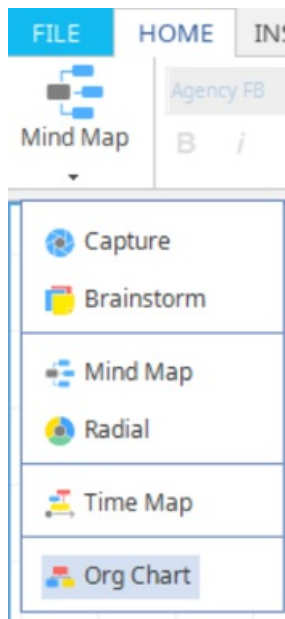 FILE HOME INS
Mind Map
Agency FB
B i
Capture
Brainstorm
Mind Map
Radial
Time Map
Org Chart